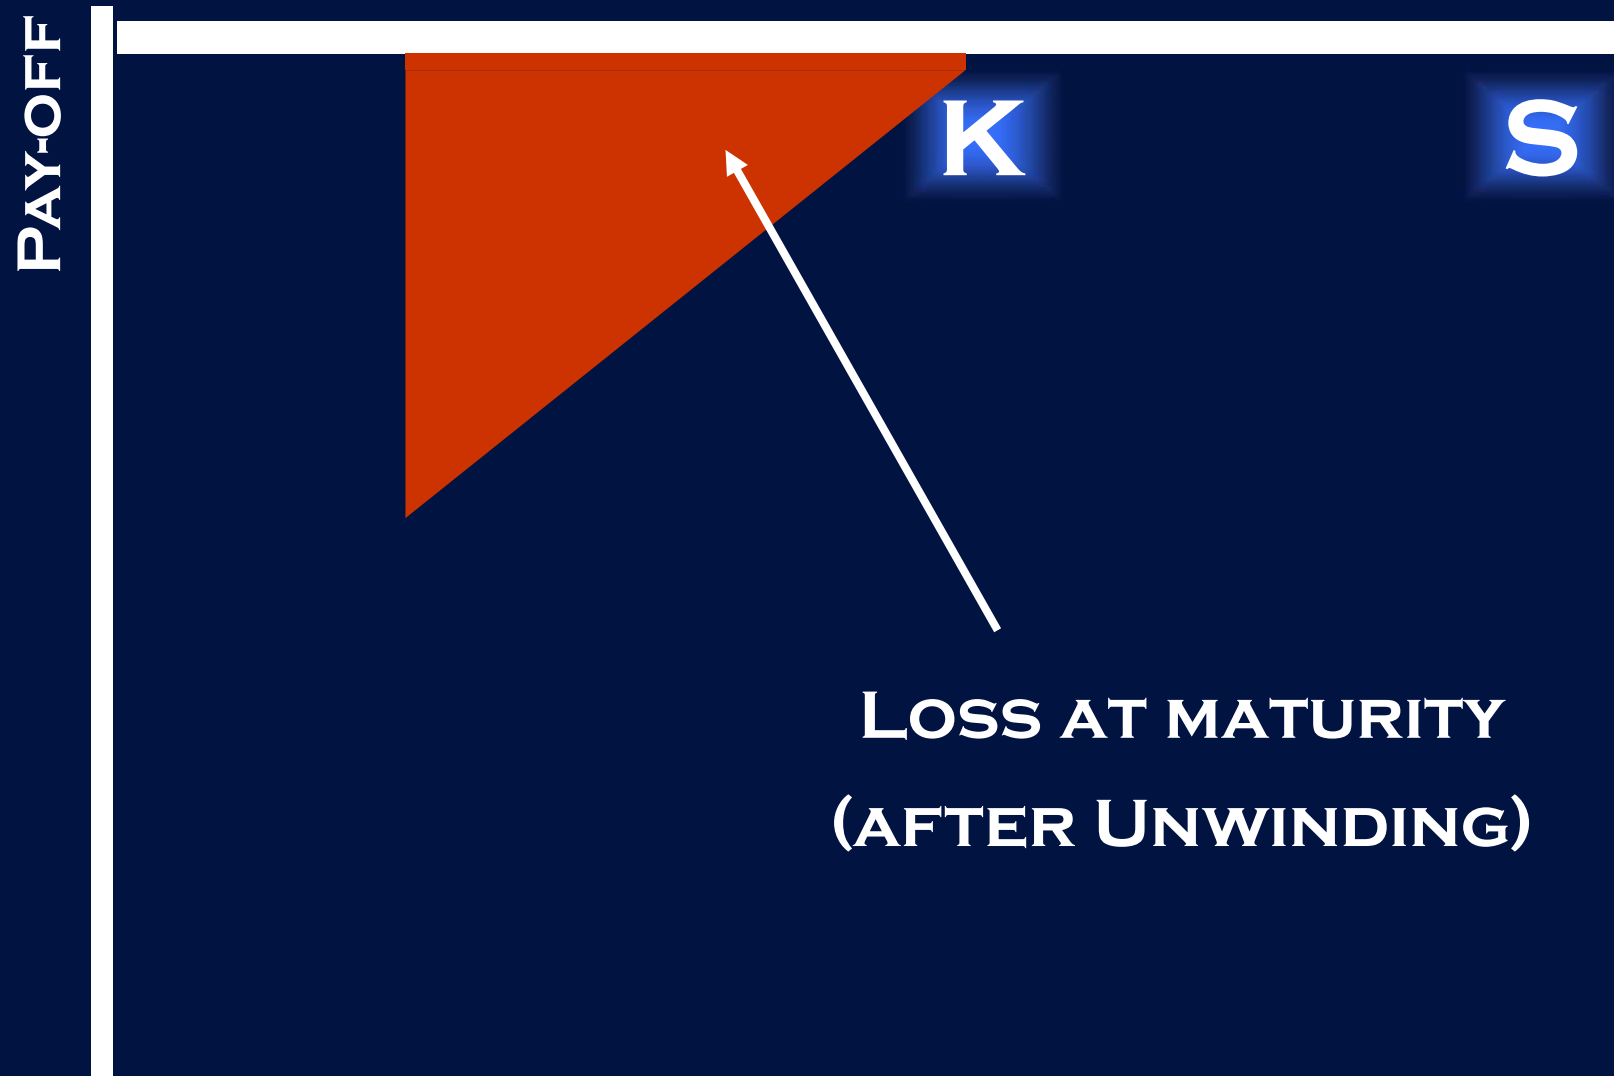 Pay-off
K
S
Loss at maturity
(after Unwinding)